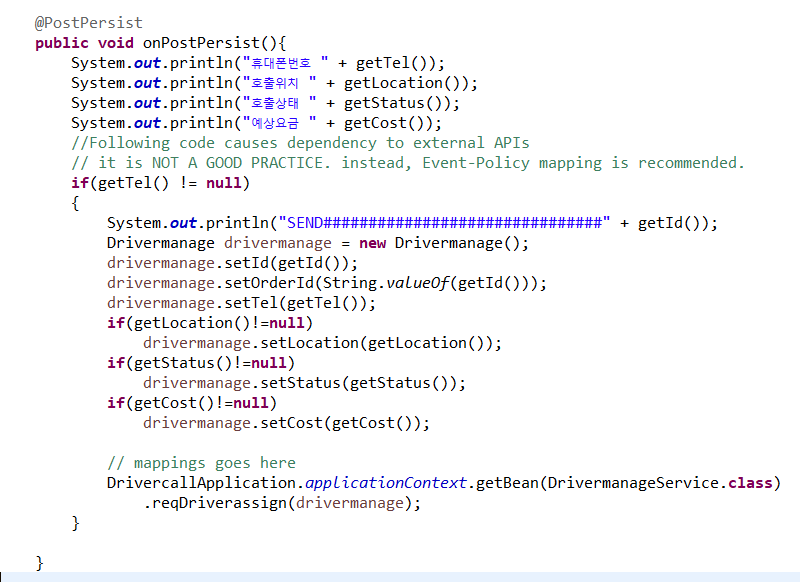 @PostPersist
public void onPostPersist(){
System.out.println("휴대폰번호 " + getTel());
System.out.println("호출위치 " + getLocation());
System.out.println("호출상태 " + getStatus());
System.out.println("예상요금 " + getCost());
//Following code causes dependency to external APIs
// it is NOT A GOOD PRACTICE. instead, Event-Policy mapping is recommended.
if(getTel() != null)
{
System.out.println("SEND###############################" + getId());
Drivermanage drivermanage = new Drivermanage();
drivermanage.setId(getId());
drivermanage.setOrderId(String.valueOf(getId()));
drivermanage.setTel(getTel());
if(getLocation()!=null)
drivermanage.setLocation(getLocation());
if(getStatus()!=null)
drivermanage.setStatus(getStatus());
if(getCost()!=null)
drivermanage.setCost(getCost());
// mappings goes here
DrivercallApplication.applicationContext.getBean(DrivermanageService.class)
.reqDriverassign(drivermanage);
}
}